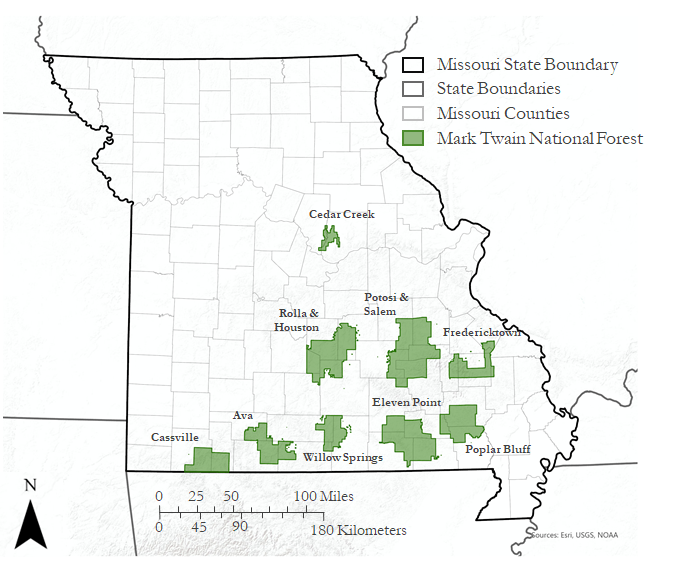 Missouri State Boundary
State Boundaries
Missouri Counties
Mark Twain National Forest
Cedar Creek
Potosi &
Salem
Rolla &
Houston
Fredericktown
Eleven Point
Ava
Cassville
Willow Springs
Poplar Bluff
N
0 25 50 100 Miles
0 45 90 180 Kilometers
Sources: Esri, USGS, NOAA